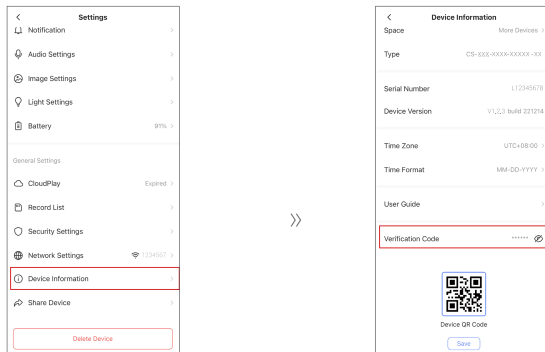 Settings
Notification
Audio Settings
Image Settings
Light Settings
Battery 91%
General Settings
CloudPlay Expired
Record List
Security Settings
Network Settings 1234567
Device Information
Share Device
Delete Device
Device Information
Space More Devices
Type CS-XXX-XXXX-XXXXX-XX
Serial Number L12345678
Device Version V1,2,3 build 221214
Time Zone UTC+08:00
Time Format MM-DD-YYYY
User Guide
Verification Code ******
Device QR Code
Save